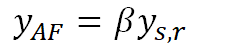 y_{AF} = βy_{s,r}